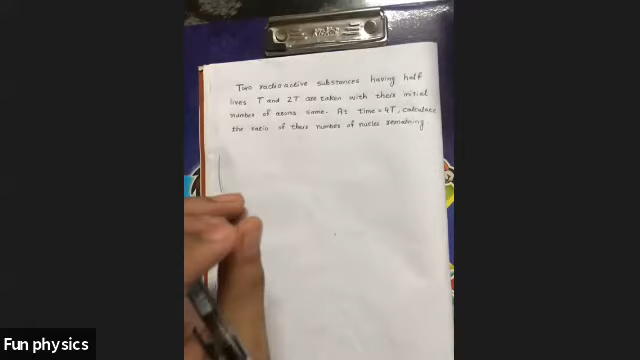 Two radioactive substances having half
lives T and 2T are taken with their initial
number of atoms same. At time = 4T, calculate
the ratio of their number of nuclei remaining.
Fun physics